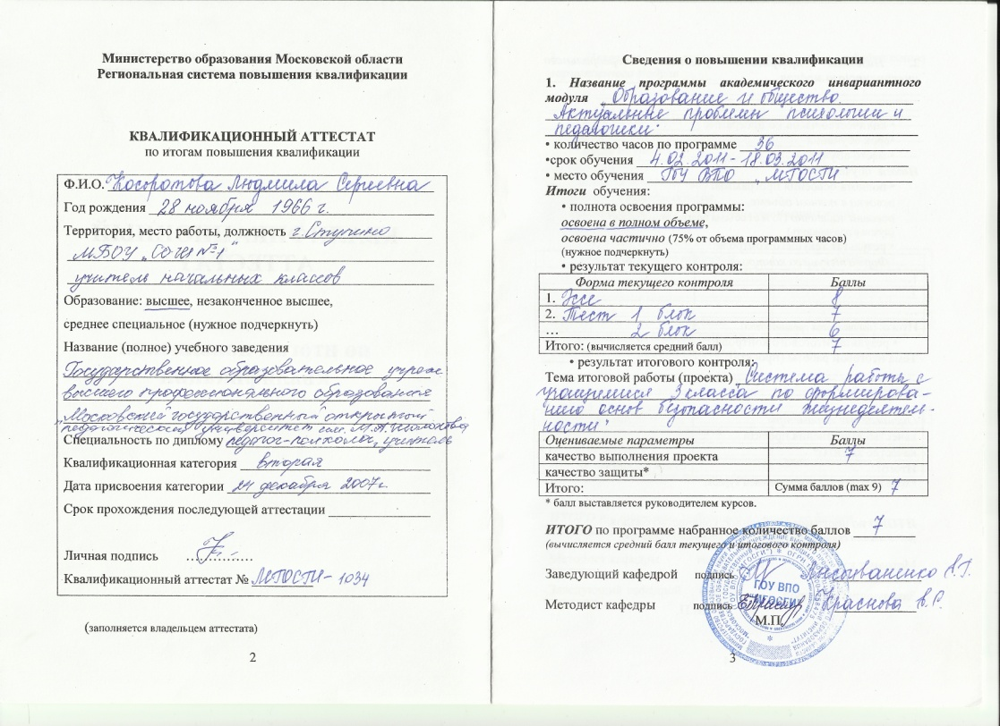 Министерство образования Московской области
Региональная система повышения квалификации
КВАЛИФИКАЦИОННЫЙ АТТЕСТАТ
по итогам повышения квалификации
Ф.И.О. Людмила Сергеевна
Год рождения 28 ноября 1966 г.
Территория, место работы, должность г. Ступино
МБОУ „СОШ №1"
учитель начальных классов
Образование: высшее, незаконченное высшее,
среднее специальное (нужное подчеркнуть)
Название (полное) учебного заведения
Государственное образовательное учреж
высшего профессионального образования
„Московский государственный открытый
педагогический университет им. М.А. Шолохова
Специальность по диплому педагог-психолог, учитель
Квалификационная категория вторая
Дата присвоения категории 24 декабря 2007г.
Срок прохождения последующей аттестации
Личная подпись
Квалификационный аттестат № МГОСГИ-1034
(заполняется владельцем аттестата)
2
Сведения о повышении квалификации
1. Название программы академического инвариантного
модуля „Образование и общество.
Актуальные проблемы психологии и
педагогики"
• количество часов по программе 36
•срок обучения 4.02.2011-18.03.2011
• место обучения ГОУ ВПО „МГОСГИ
Итоги обучения:
• полнота освоения программы:
освоена в полном объеме,
освоена частично (75% от объема программных часов)
(нужное подчеркнуть)
• результат текущего контроля:
Форма текущего контроля Баллы
1. Эссе 8
2. Тест 1 блок 7
... 2 блок 6
Итого: (вычисляется средний балл) 7
• результат итогового контроля:
Тема итоговой работы (проекта) „Система работы с
учащимися 3 класса по формирова-
нию основ безопасности жизнедеятель-
ности"
Оцениваемые параметры Баллы
качество выполнения проекта 7
качество защиты*
Итого: Сумма баллов (max 9) 7
* балл выставляется руководителем курсов.
ИТОГО по программе набранное количество баллов 7
(вычисляется средний балл текущего и итогового контроля)
Заведующий кафедрой подпись
Методист кафедры подпись Краснова В.С.
ГОУ ВПО
МГОСГИ
М.П.
3